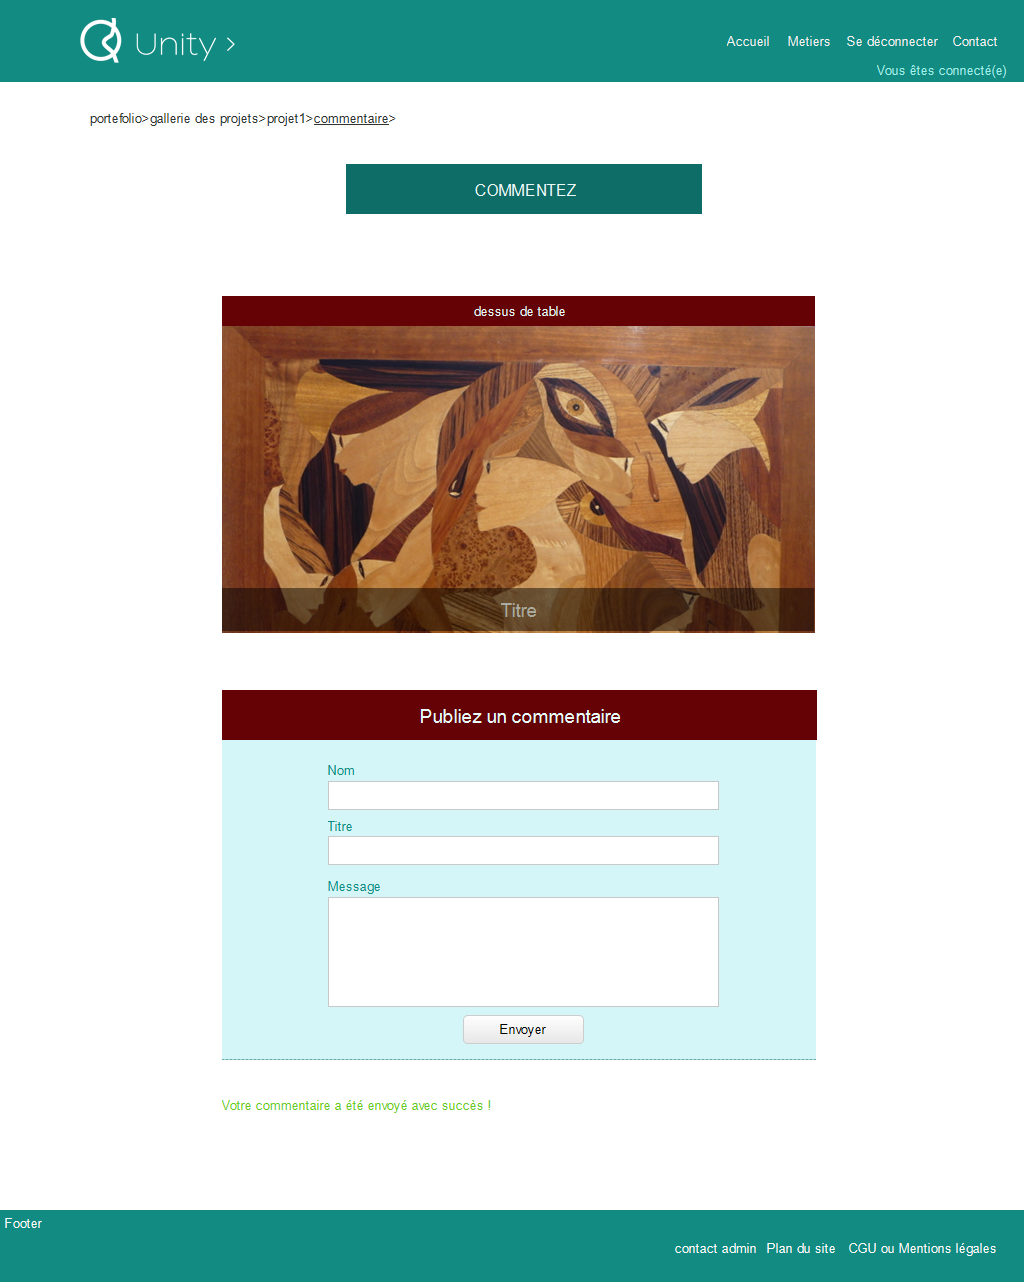 Unity >
Accueil Metiers Se déconnecter Contact
Vous êtes connecté(e)
portefolio>gallerie des projets>projet1>commentaire>
COMMENTEZ
dessus de table
Titre
Publiez un commentaire
Nom
Titre
Message
Envoyer
Votre commentaire a été envoyé avec succès !
Footer
contact admin Plan du site CGU ou Mentions légales